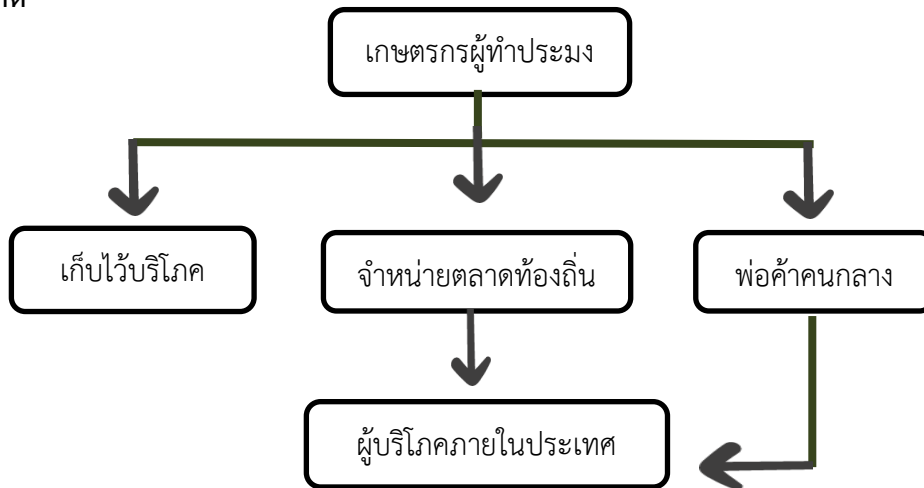 เกษตรกรผู้ทำประมง
เก็บไว้บริโภค
จำหน่ายตลาดท้องถิ่น
พ่อค้าคนกลาง
ผู้บริโภคภายในประเทศ